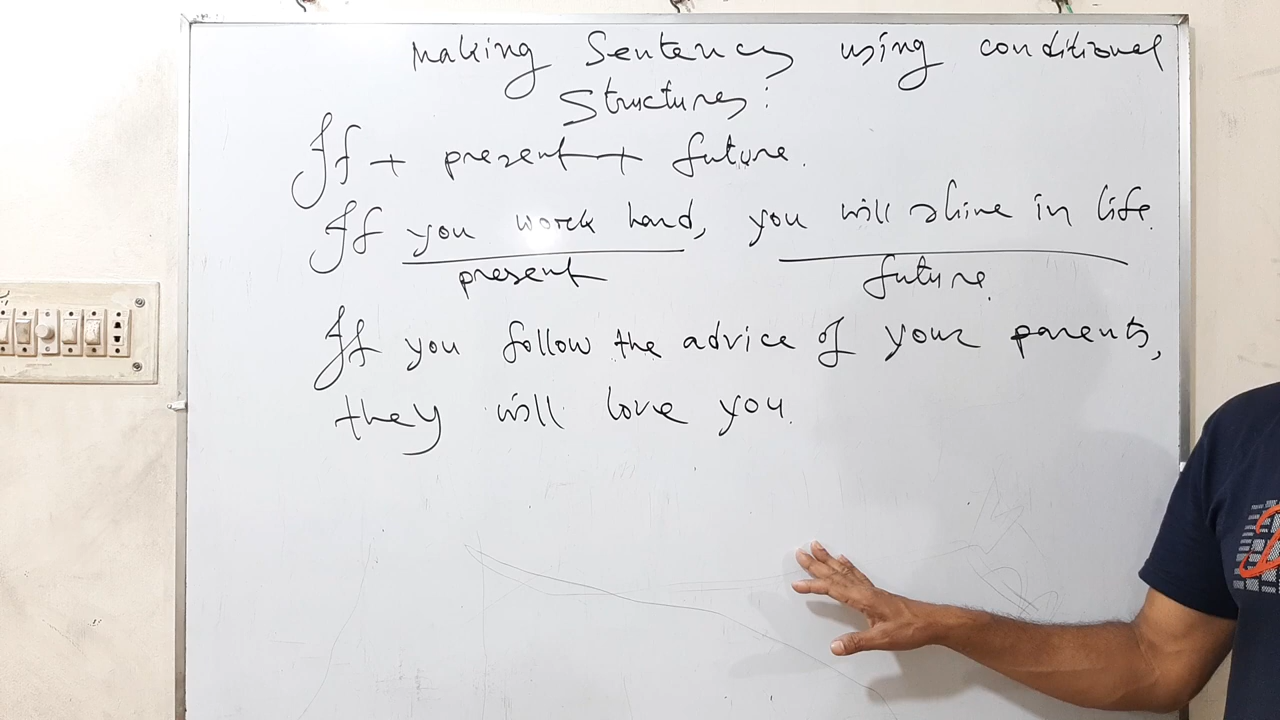 Making Sentences using conditional
Structures:
If + present + future.
If you work hard, you will shine in life.
present future.
If you follow the advice of your parents,
they will love you.